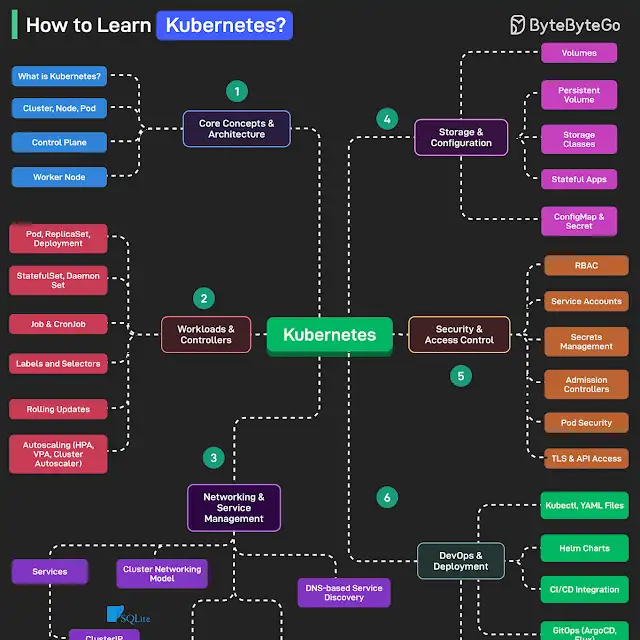 How to Learn Kubernetes?
ByteByteGo
1
What is Kubernetes?
Cluster, Node, Pod
Control Plane
Worker Node
Core Concepts &
Architecture
4
Storage &
Configuration
Volumes
Persistent
Volume
Storage
Classes
Stateful Apps
ConfigMap &
Secret
2
Pod, ReplicaSet,
Deployment
StatefulSet, Daemon
Set
Job & CronJob
Labels and Selectors
Rolling Updates
Autoscaling (HPA,
VPA, Cluster
Autoscaler)
Workloads &
Controllers
Kubernetes
Security &
Access Control
5
RBAC
Service Accounts
Secrets
Management
Admission
Controllers
Pod Security
TLS & API Access
3
Networking &
Service
Management
Services
Cluster Networking
Model
DNS-based Service
Discovery
SQLite
ClusterIP
6
DevOps &
Deployment
Kubectl, YAML Files
Helm Charts
CI/CD Integration
GitOps (ArgoCD,
Flux)